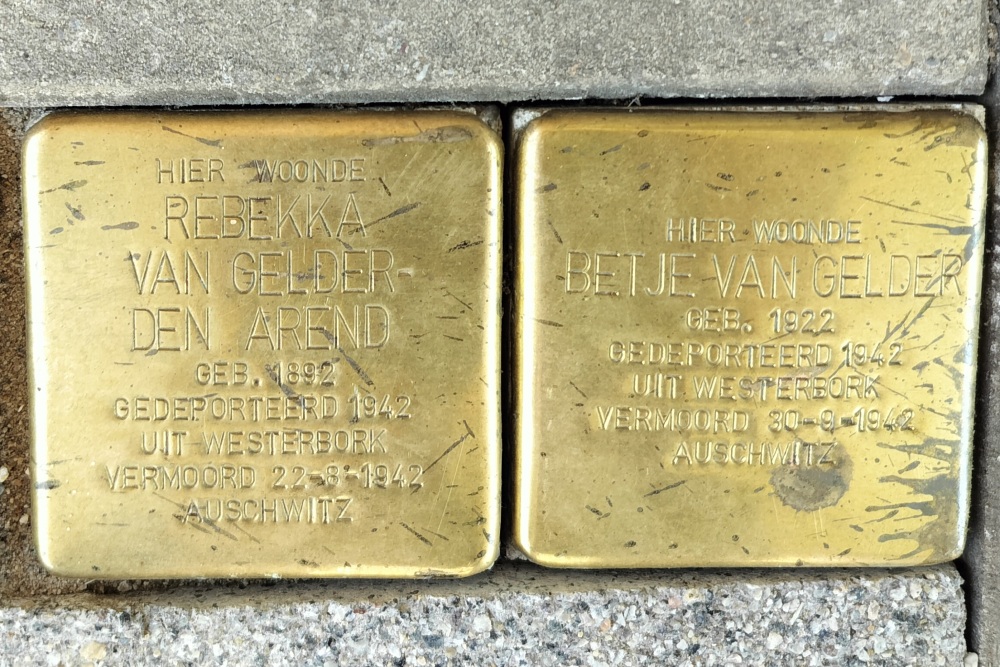 HIER WOONDE
REBEKKA
VAN GELDER-
DEN AREND
GEB. 1892
GEDEPORTEERD 1942
UIT WESTERBORK
VERMOORD 22-8-1942
AUSCHWITZ
HIER WOONDE
BETJE VAN GELDER
GEB. 1922
GEDEPORTEERD 1942
UIT WESTERBORK
VERMOORD 30-9-1942
AUSCHWITZ